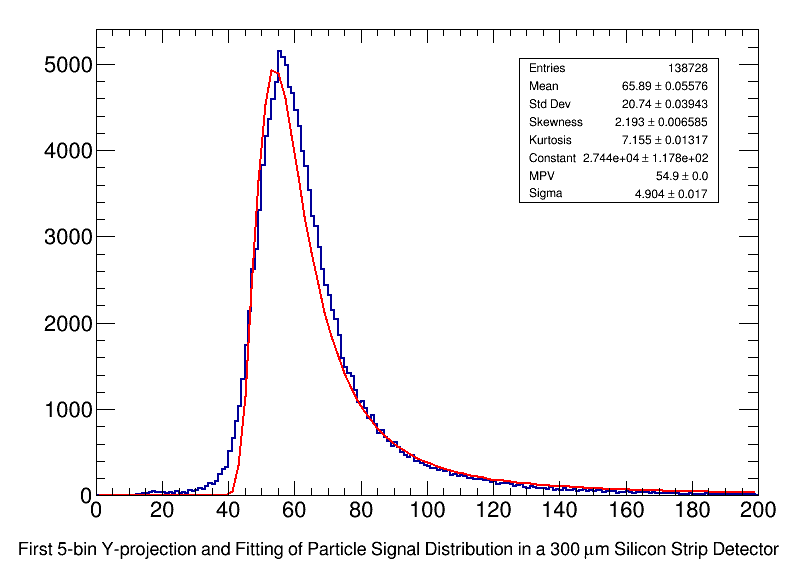 5000
4000
3000
2000
1000
0
0 20 40 60 80 100 120 140 160 180 200
Entries 138728
Mean 65.89 ± 0.05576
Std Dev 20.74 ± 0.03943
Skewness 2.193 ± 0.006585
Kurtosis 7.155 ± 0.01317
Constant 2.744e+04 ± 1.178e+02
MPV 54.9 ± 0.0
Sigma 4.904 ± 0.017
First 5-bin Y-projection and Fitting of Particle Signal Distribution in a 300 μm Silicon Strip Detector